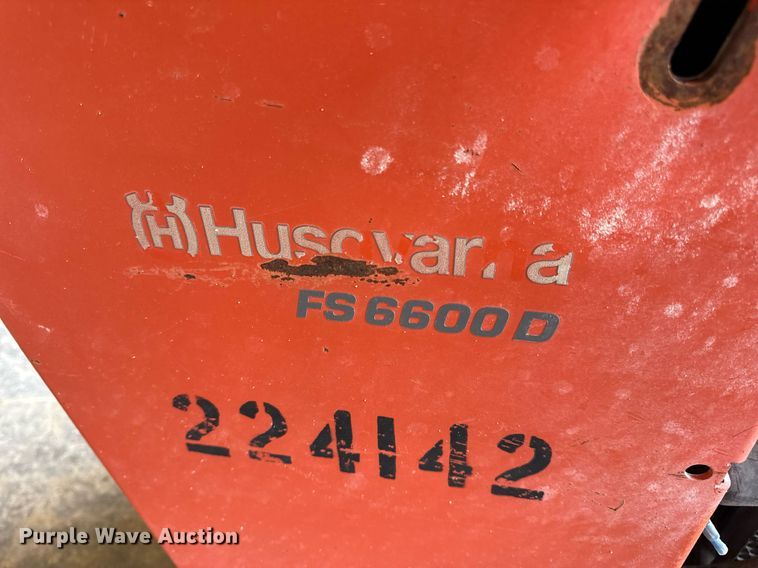 H Husqvarna
FS 6600 D
224142
Purple Wave Auction®